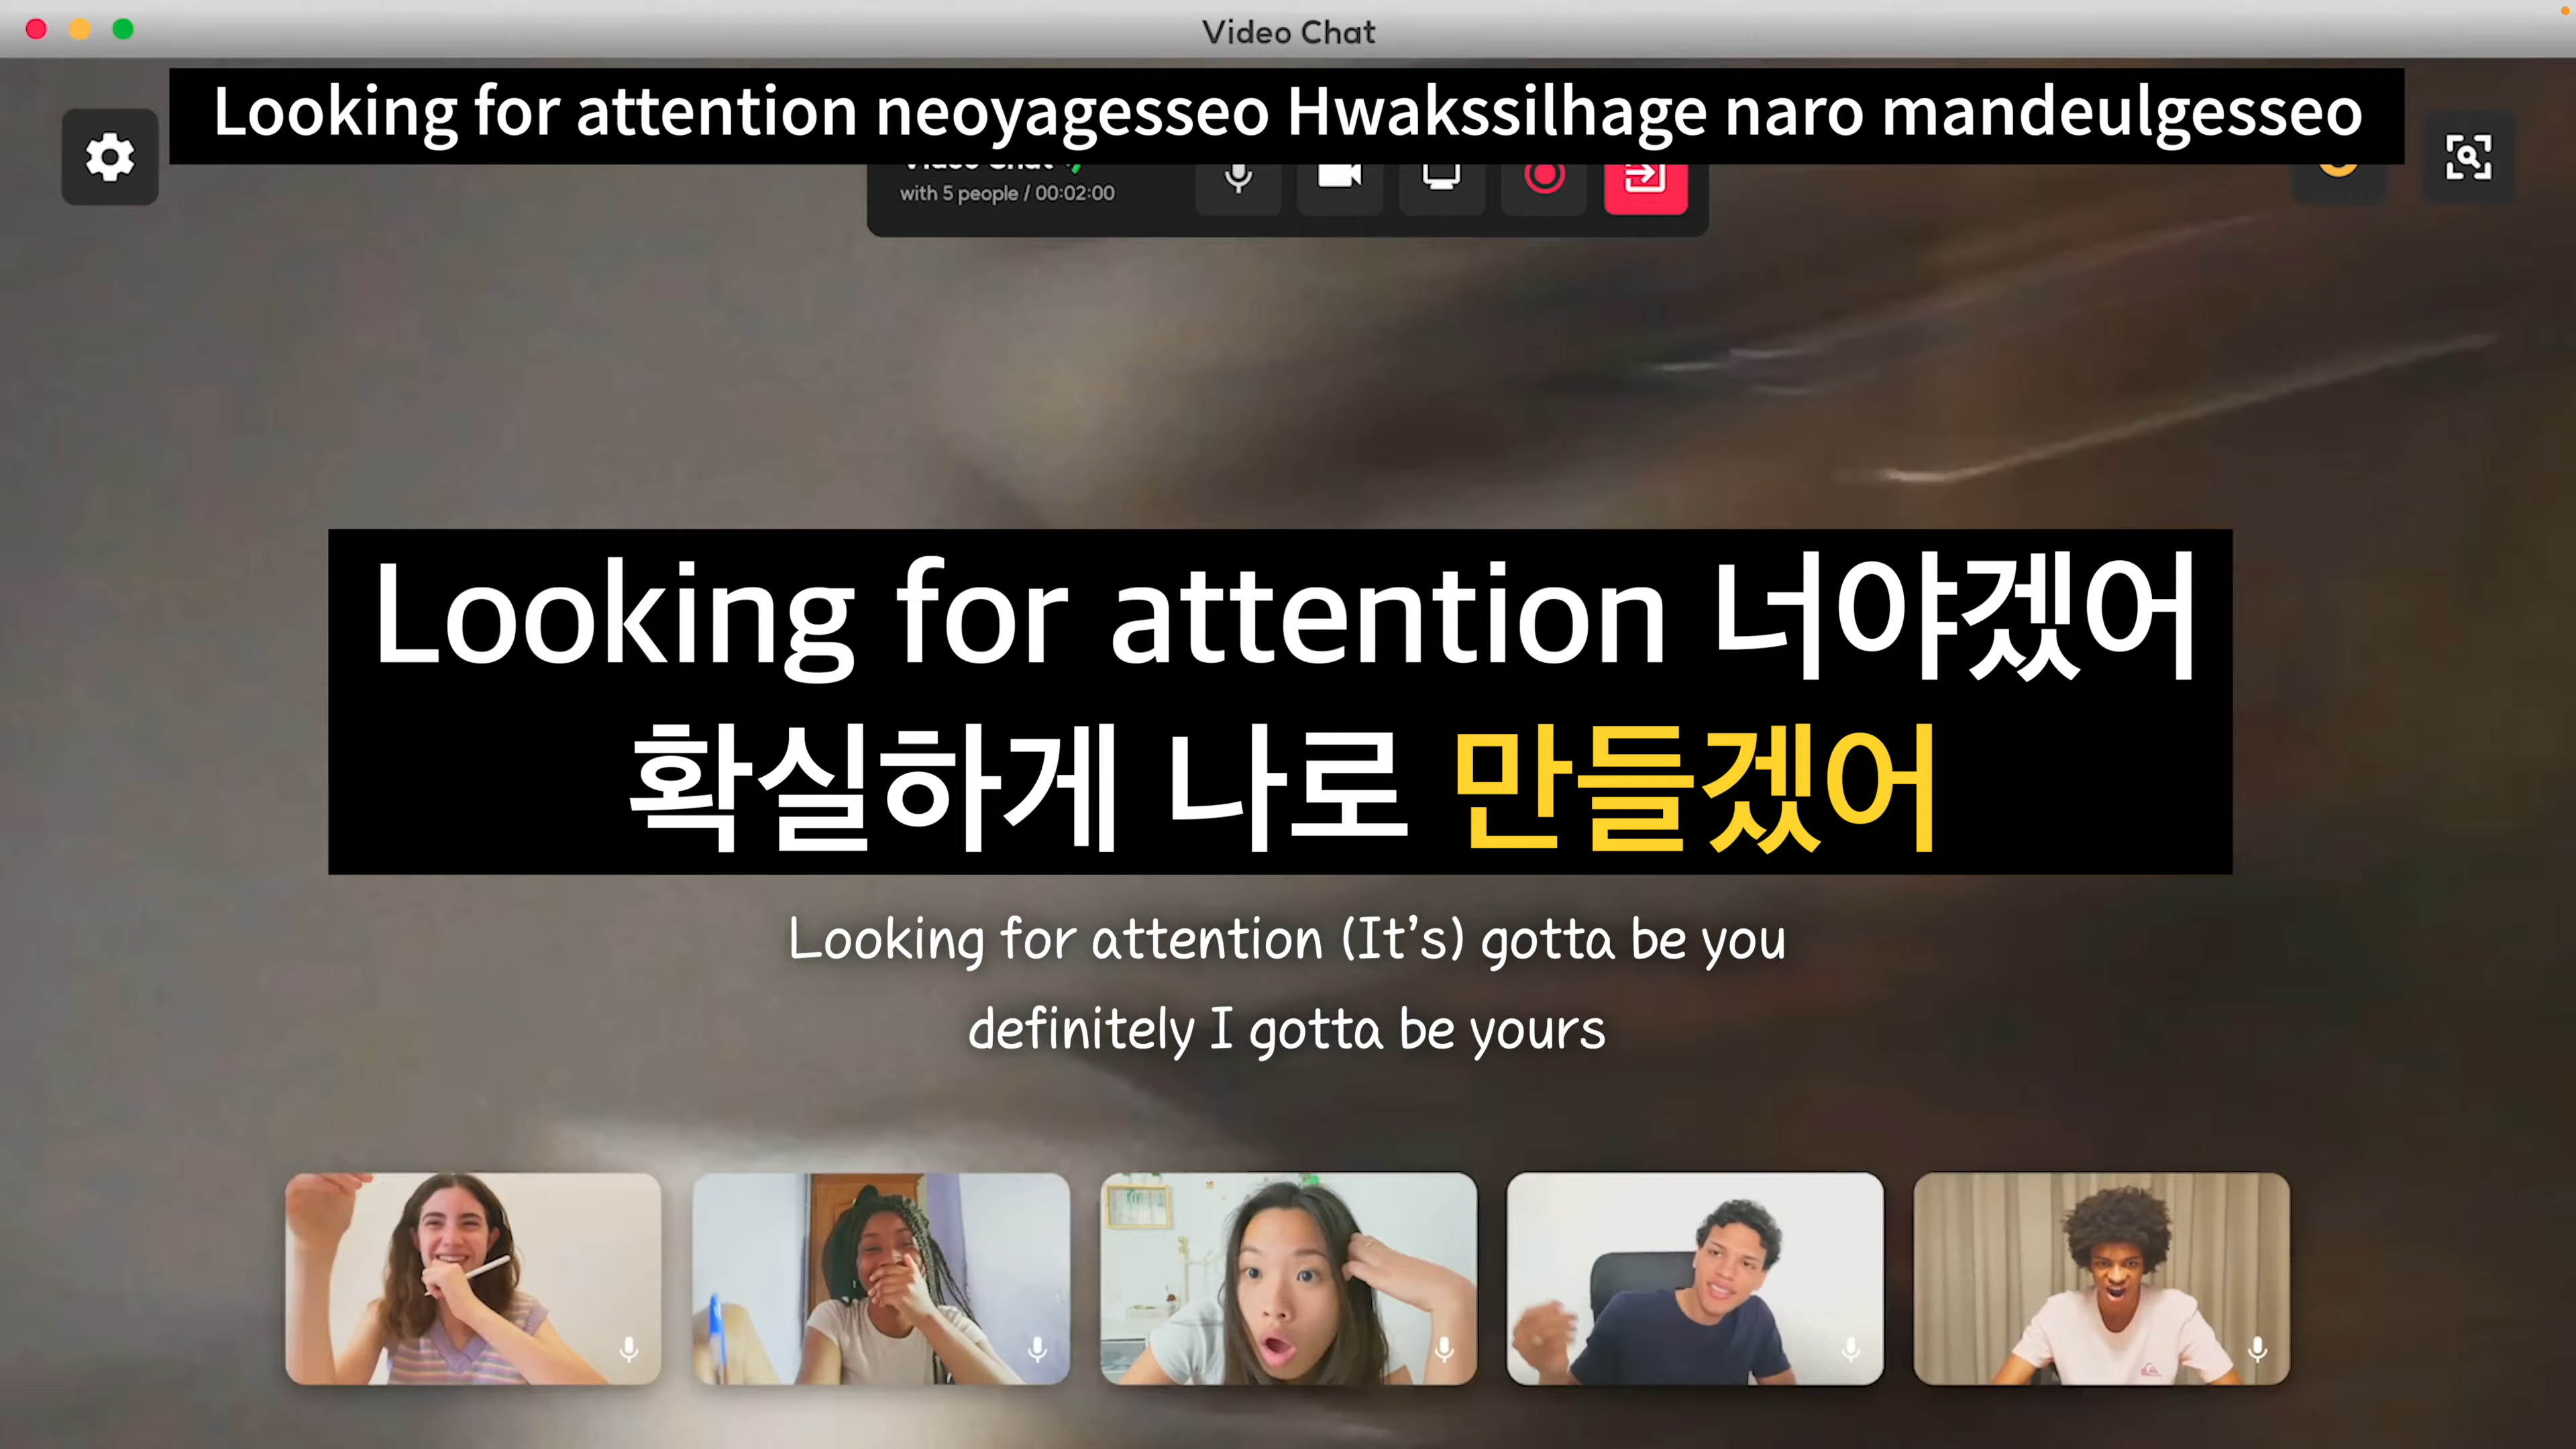 Video Chat
Looking for attention neoyagesseo Hwakssilhage naro mandeulgesseo
Video Chat
with 5 people / 00:02:00
Looking for attention 너야겠어
확실하게 나로 만들겠어
Looking for attention (It's) gotta be you
definitely I gotta be yours